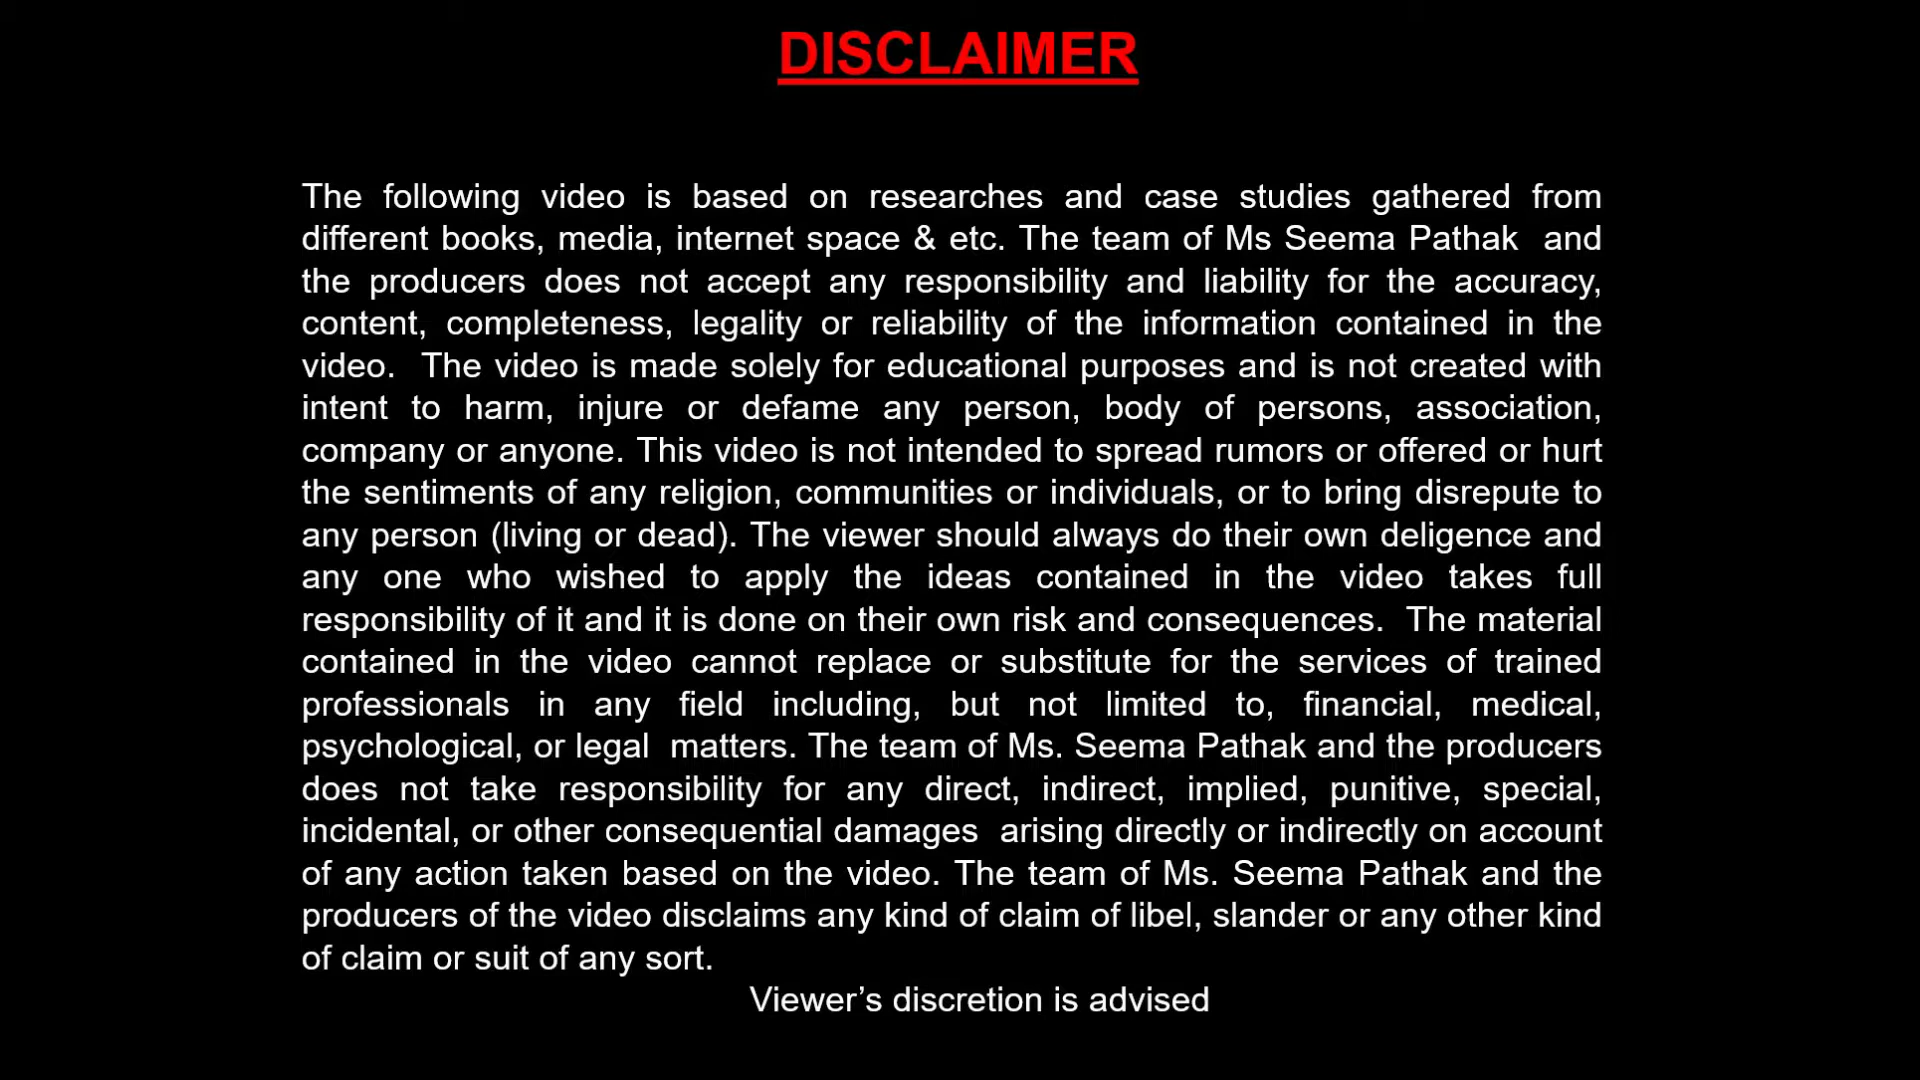 DISCLAIMER
The following video is based on researches and case studies gathered from
different books, media, internet space & etc. The team of Ms Seema Pathak and
the producers does not accept any responsibility and liability for the accuracy,
content, completeness, legality or reliability of the information contained in the
video. The video is made solely for educational purposes and is not created with
intent to harm, injure or defame any person, body of persons, association,
company or anyone. This video is not intended to spread rumors or offered or hurt
the sentiments of any religion, communities or individuals, or to bring disrepute to
any person (living or dead). The viewer should always do their own deligence and
any one who wished to apply the ideas contained in the video takes full
responsibility of it and it is done on their own risk and consequences. The material
contained in the video cannot replace or substitute for the services of trained
professionals in any field including, but not limited to, financial, medical,
psychological, or legal matters. The team of Ms. Seema Pathak and the producers
does not take responsibility for any direct, indirect, implied, punitive, special,
incidental, or other consequential damages arising directly or indirectly on account
of any action taken based on the video. The team of Ms. Seema Pathak and the
producers of the video disclaims any kind of claim of libel, slander or any other kind
of claim or suit of any sort.
Viewer’s discretion is advised